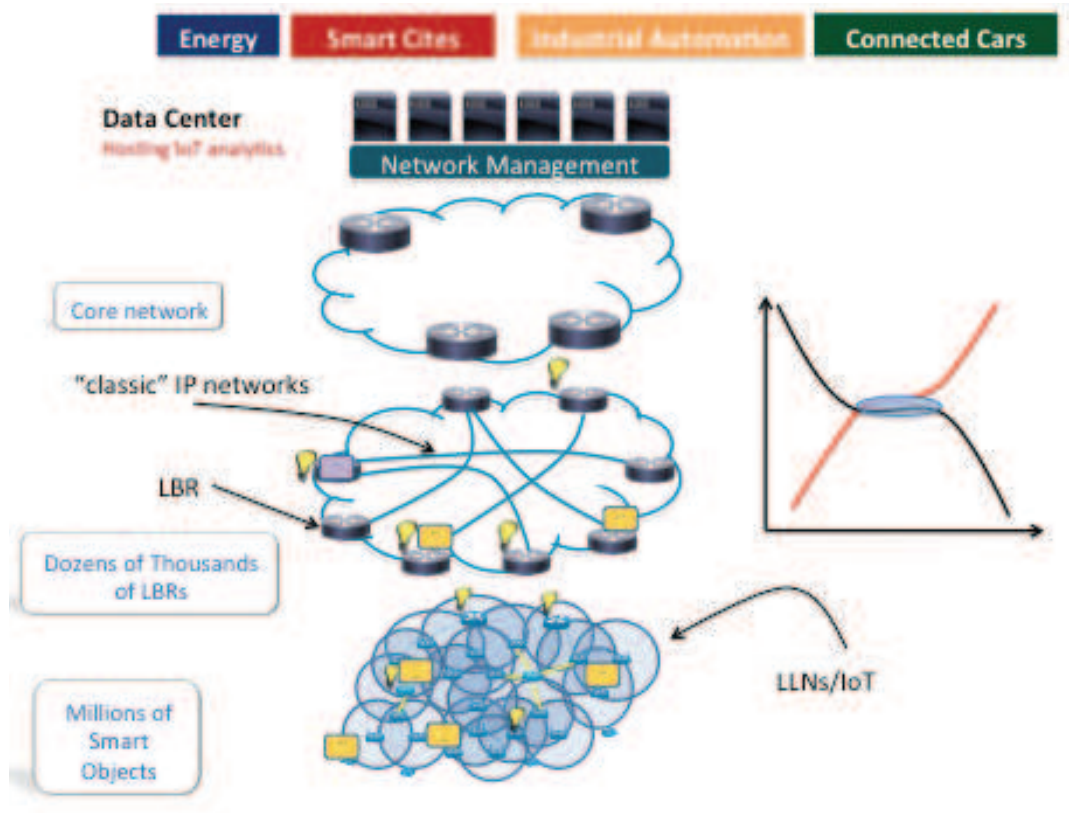 Energy
Smart Cites
Industrial Automation
Connected Cars
Data Center
Hosting IoT analytics
Network Management
Core network
"classic" IP networks
LBR
Dozens of Thousands
of LBRs
LLNs/IoT
Millions of
Smart
Objects